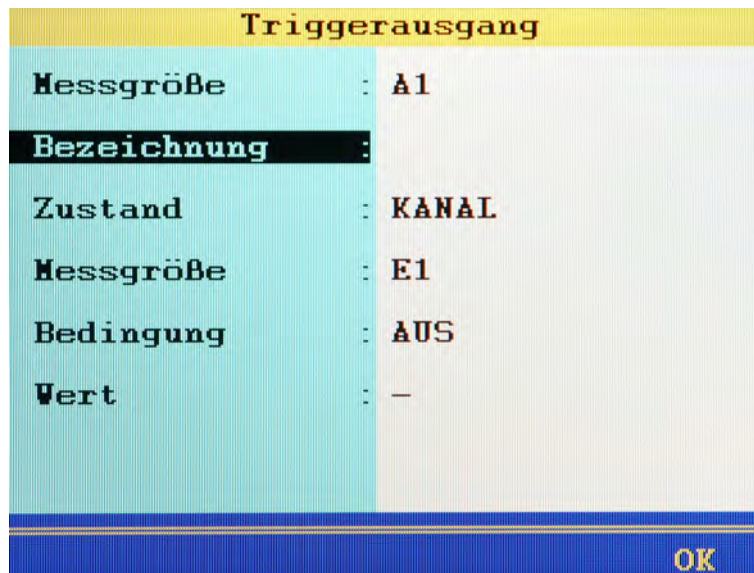 Triggerausgang
Messgröße : A1
Bezeichnung :
Zustand : KANAL
Messgröße : E1
Bedingung : AUS
Wert : –
OK